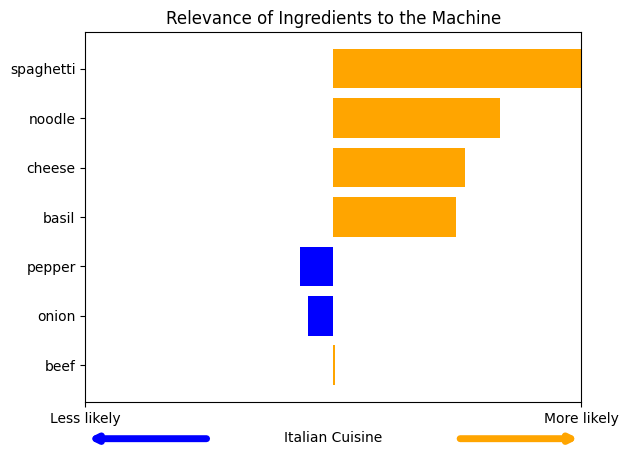 Relevance of Ingredients to the Machine
spaghetti
noodle
cheese
basil
pepper
onion
beef
Less likely
More likely
Italian Cuisine